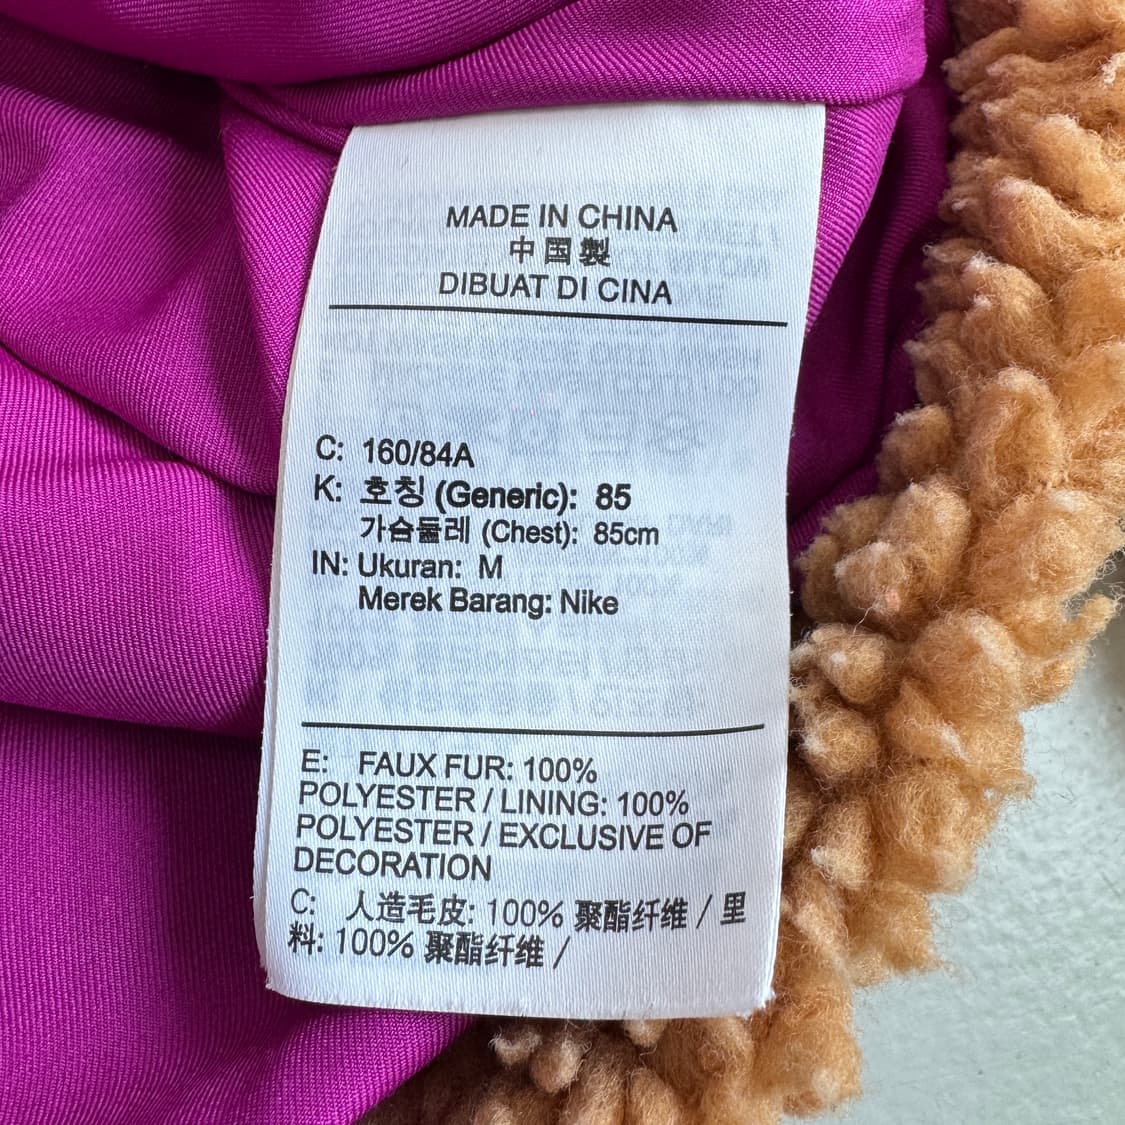 MADE IN CHINA
中国製
DIBUAT DI CINA
C: 160/84A
K: 호칭 (Generic): 85
가슴둘레 (Chest): 85cm
IN: Ukuran: M
Merek Barang: Nike
E: FAUX FUR: 100%
POLYESTER / LINING: 100%
POLYESTER / EXCLUSIVE OF
DECORATION
C: 人造毛皮: 100% 聚酯纤维 / 里
料: 100% 聚酯纤维 /